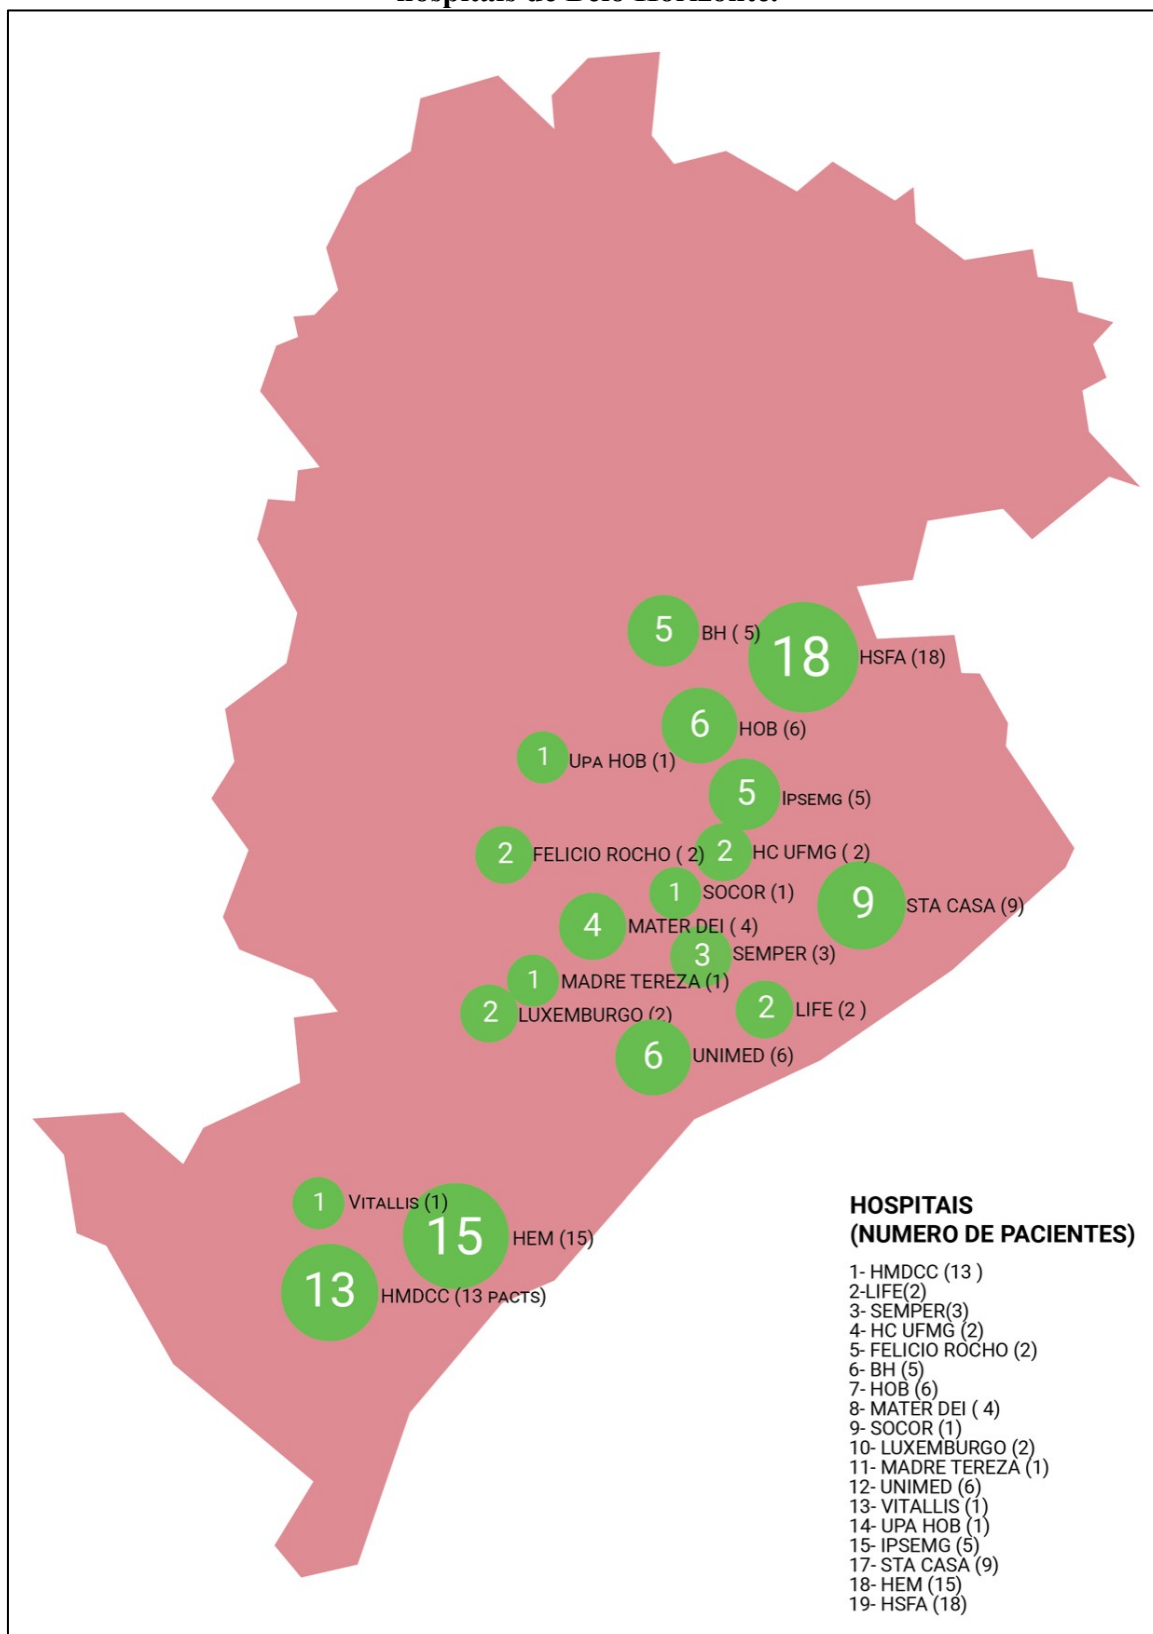 hospitais de Belo Horizonte.
5
BH ( 5)
18
HSFA (18)
6
HOB (6)
1
UPA HOB (1)
5
IPSEMG (5)
2
FELICIO ROCHO ( 2)
2
HC UFMG ( 2)
1
SOCOR (1)
9
STA CASA (9)
4
MATER DEI ( 4)
3
SEMPER (3)
1
MADRE TEREZA (1)
2
LUXEMBURGO (2)
2
LIFE (2 )
6
UNIMED (6)
1
VITALLIS (1)
15
HEM (15)
13
HMDCC (13 PACTS)
HOSPITAIS
(NUMERO DE PACIENTES)
1- HMDCC (13 )
2-LIFE(2)
3- SEMPER(3)
4- HC UFMG (2)
5- FELICIO ROCHO (2)
6- BH (5)
7- HOB (6)
8- MATER DEI ( 4)
9- SOCOR (1)
10- LUXEMBURGO (2)
11- MADRE TEREZA (1)
12- UNIMED (6)
13- VITALLIS (1)
14- UPA HOB (1)
15- IPSEMG (5)
17- STA CASA (9)
18- HEM (15)
19- HSFA (18)